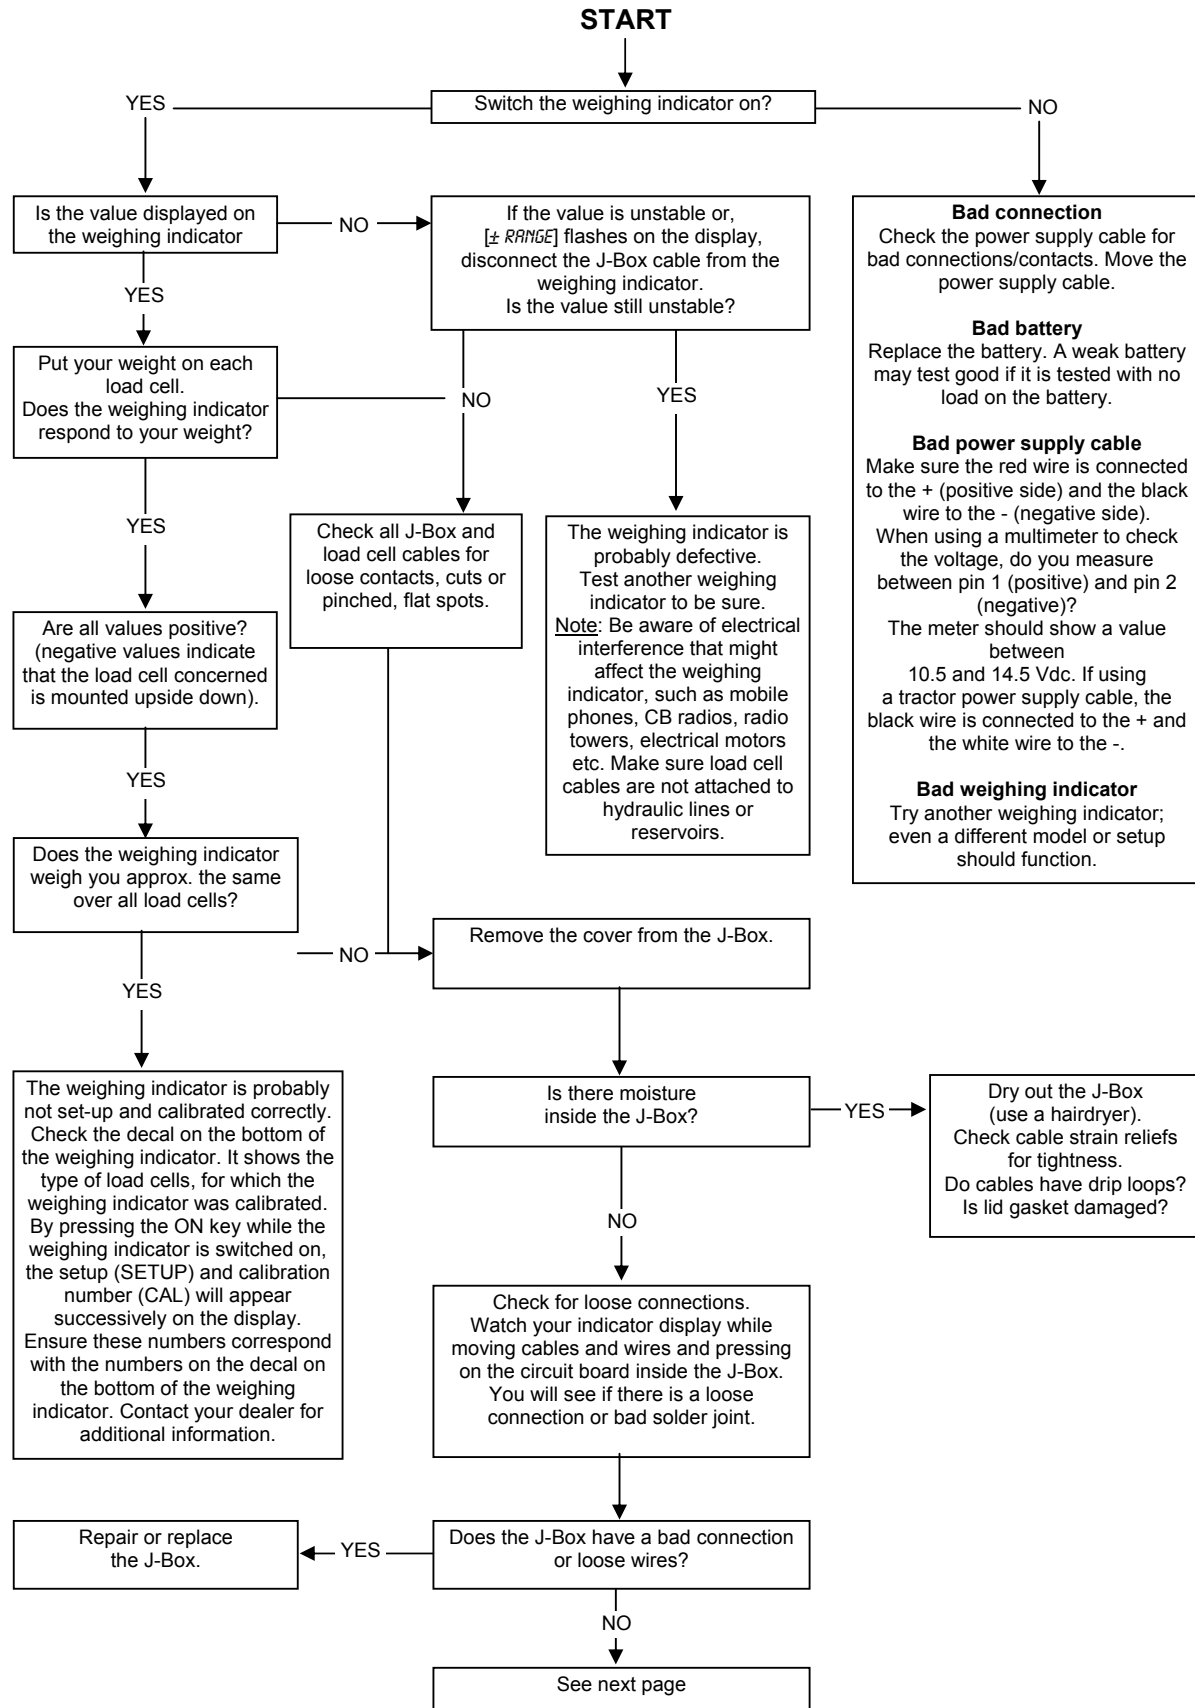 START
Switch the weighing indicator on?
YES
NO
Is the value displayed on
the weighing indicator
NO
If the value is unstable or,
[± RANGE] flashes on the display,
disconnect the J-Box cable from the
weighing indicator.
Is the value still unstable?
Bad connection
Check the power supply cable for
bad connections/contacts. Move the
power supply cable.
Bad battery
Replace the battery. A weak battery
may test good if it is tested with no
load on the battery.
Bad power supply cable
Make sure the red wire is connected
to the + (positive side) and the black
wire to the - (negative side).
When using a multimeter to check
the voltage, do you measure
between pin 1 (positive) and pin 2
(negative)?
The meter should show a value
between
10.5 and 14.5 Vdc. If using
a tractor power supply cable, the
black wire is connected to the + and
the white wire to the -.
Bad weighing indicator
Try another weighing indicator;
even a different model or setup
should function.
YES
Put your weight on each
load cell.
Does the weighing indicator
respond to your weight?
NO
YES
YES
Check all J-Box and
load cell cables for
loose contacts, cuts or
pinched, flat spots.
The weighing indicator is
probably defective.
Test another weighing
indicator to be sure.
Note: Be aware of electrical
interference that might
affect the weighing
indicator, such as mobile
phones, CB radios, radio
towers, electrical motors
etc. Make sure load cell
cables are not attached to
hydraulic lines or
reservoirs.
Are all values positive?
(negative values indicate
that the load cell concerned
is mounted upside down).
YES
Does the weighing indicator
weigh you approx. the same
over all load cells?
NO
Remove the cover from the J-Box.
YES
The weighing indicator is probably
not set-up and calibrated correctly.
Check the decal on the bottom of
the weighing indicator. It shows the
type of load cells, for which the
weighing indicator was calibrated.
By pressing the ON key while the
weighing indicator is switched on,
the setup (SETUP) and calibration
number (CAL) will appear
successively on the display.
Ensure these numbers correspond
with the numbers on the decal on
the bottom of the weighing
indicator. Contact your dealer for
additional information.
Is there moisture
inside the J-Box?
YES
Dry out the J-Box
(use a hairdryer).
Check cable strain reliefs
for tightness.
Do cables have drip loops?
Is lid gasket damaged?
NO
Check for loose connections.
Watch your indicator display while
moving cables and wires and pressing
on the circuit board inside the J-Box.
You will see if there is a loose
connection or bad solder joint.
Does the J-Box have a bad connection
or loose wires?
YES
Repair or replace
the J-Box.
NO
See next page